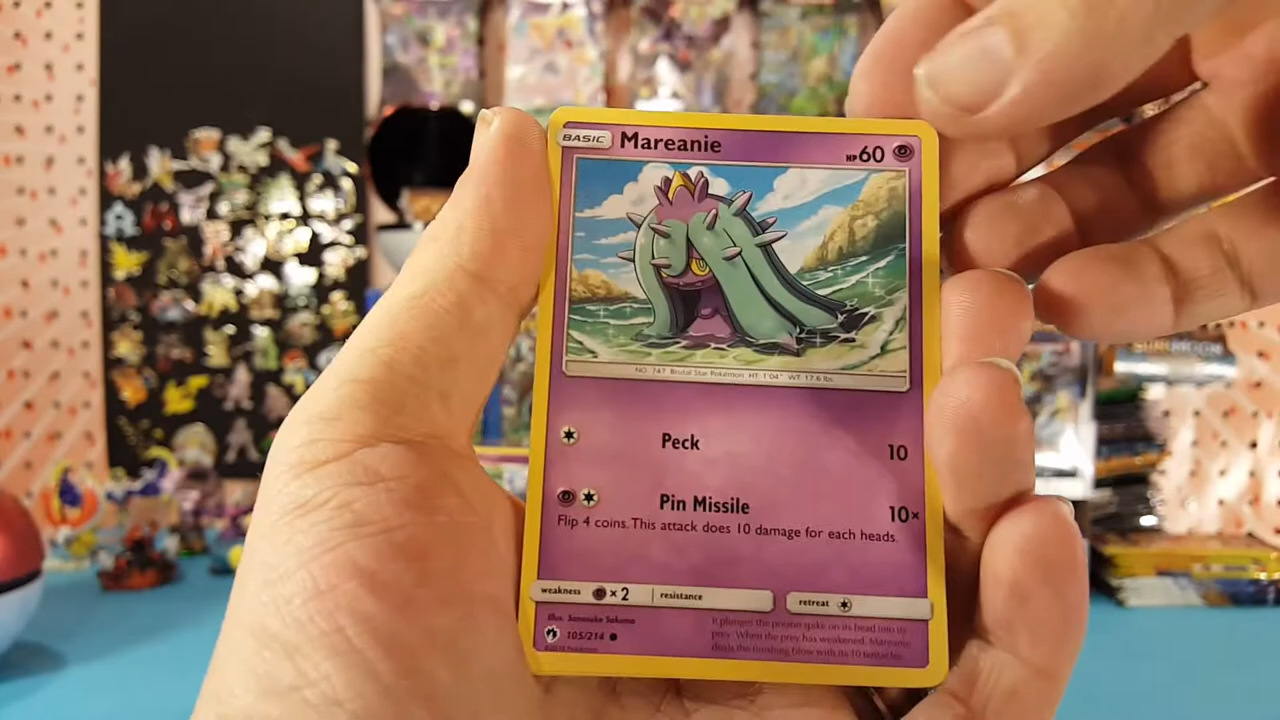 BASIC Mareanie HP60
NO. 747 Brutal Star Pokémon HT: 1'04" WT: 17.6 lbs.
Peck 10
Pin Missile 10×
Flip 4 coins. This attack does 10 damage for each heads.
weakness ×2 resistance retreat
Illus. Sanosuke Sakuma
105/214
©2018 Pokémon
It plunges the poison spike on its head into its
prey. When the prey has weakened, Mareanie
deals the finishing blow with its 10 tentacles.